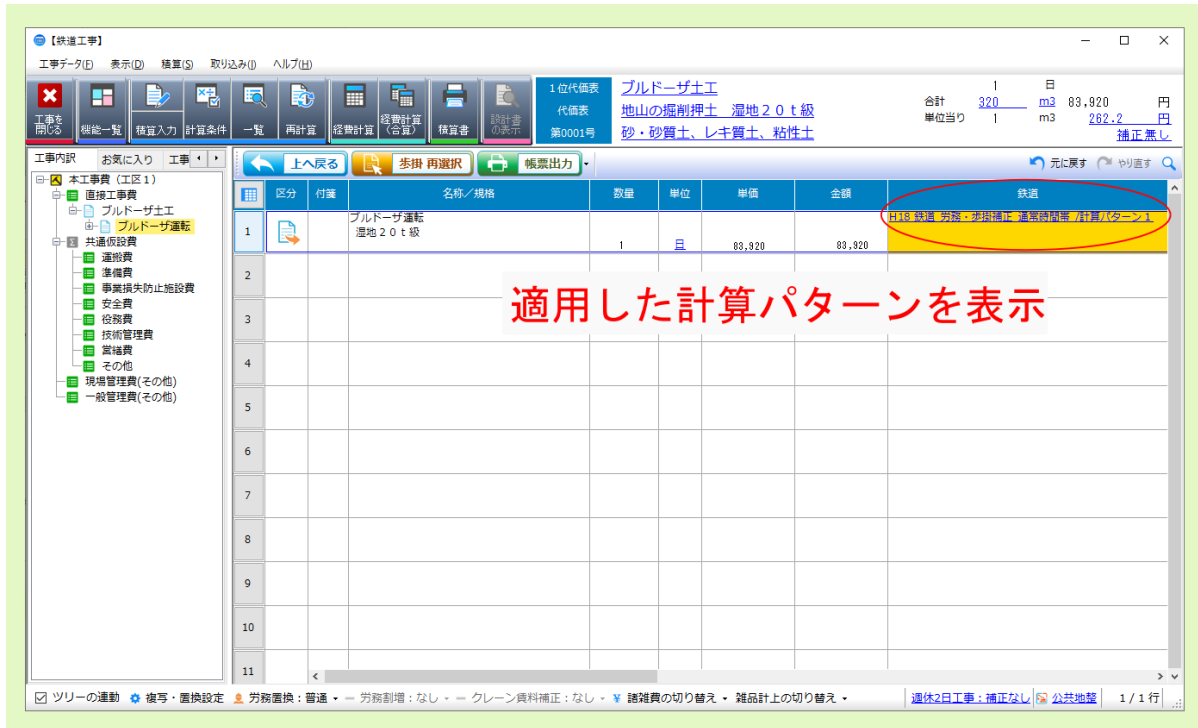 【鉄道工事】
工事データ(F) 表示(D) 積算(S) 取り込み(I) ヘルプ(H)
工事を閉じる 機能一覧 積算入力 計算条件 一覧 再計算 経費計算 経費計算(合算) 積算書 設計書の表示
1位代価表 ブルドーザ土工 1 日
代価表 地山の掘削押土 湿地20t級 合計 320 m3 83,920 円
第0001号 砂・砂質土、レキ質土、粘性土 単位当り 1 m3 262.2 円
補正無し
工事内訳 お気に入り 工事
上へ戻る 歩掛 再選択 帳票出力 元に戻す やり直す
本工事費(工区1)
直接工事費
ブルドーザ土工
ブルドーザ運転
共通仮設費
運搬費
準備費
事業損失防止施設費
安全費
役務費
技術管理費
営繕費
その他
現場管理費(その他)
一般管理費(その他)
区分 付箋 名称/規格 数量 単位 単価 金額 鉄道
1 ブルドーザ運転 H18 鉄道 労務・歩掛補正 通常時間帯 /計算パターン1
湿地20t級
1 日 83,920 83,920
2
適用した計算パターンを表示
3
4
5
6
7
8
9
10
11
ツリーの連動 複写・置換設定 労務置換:普通 労務割増:なし クレーン賃料補正:なし 諸雑費の切り替え 雑品計上の切り替え 週休2日工事:補正なし 公共地整 1/1行